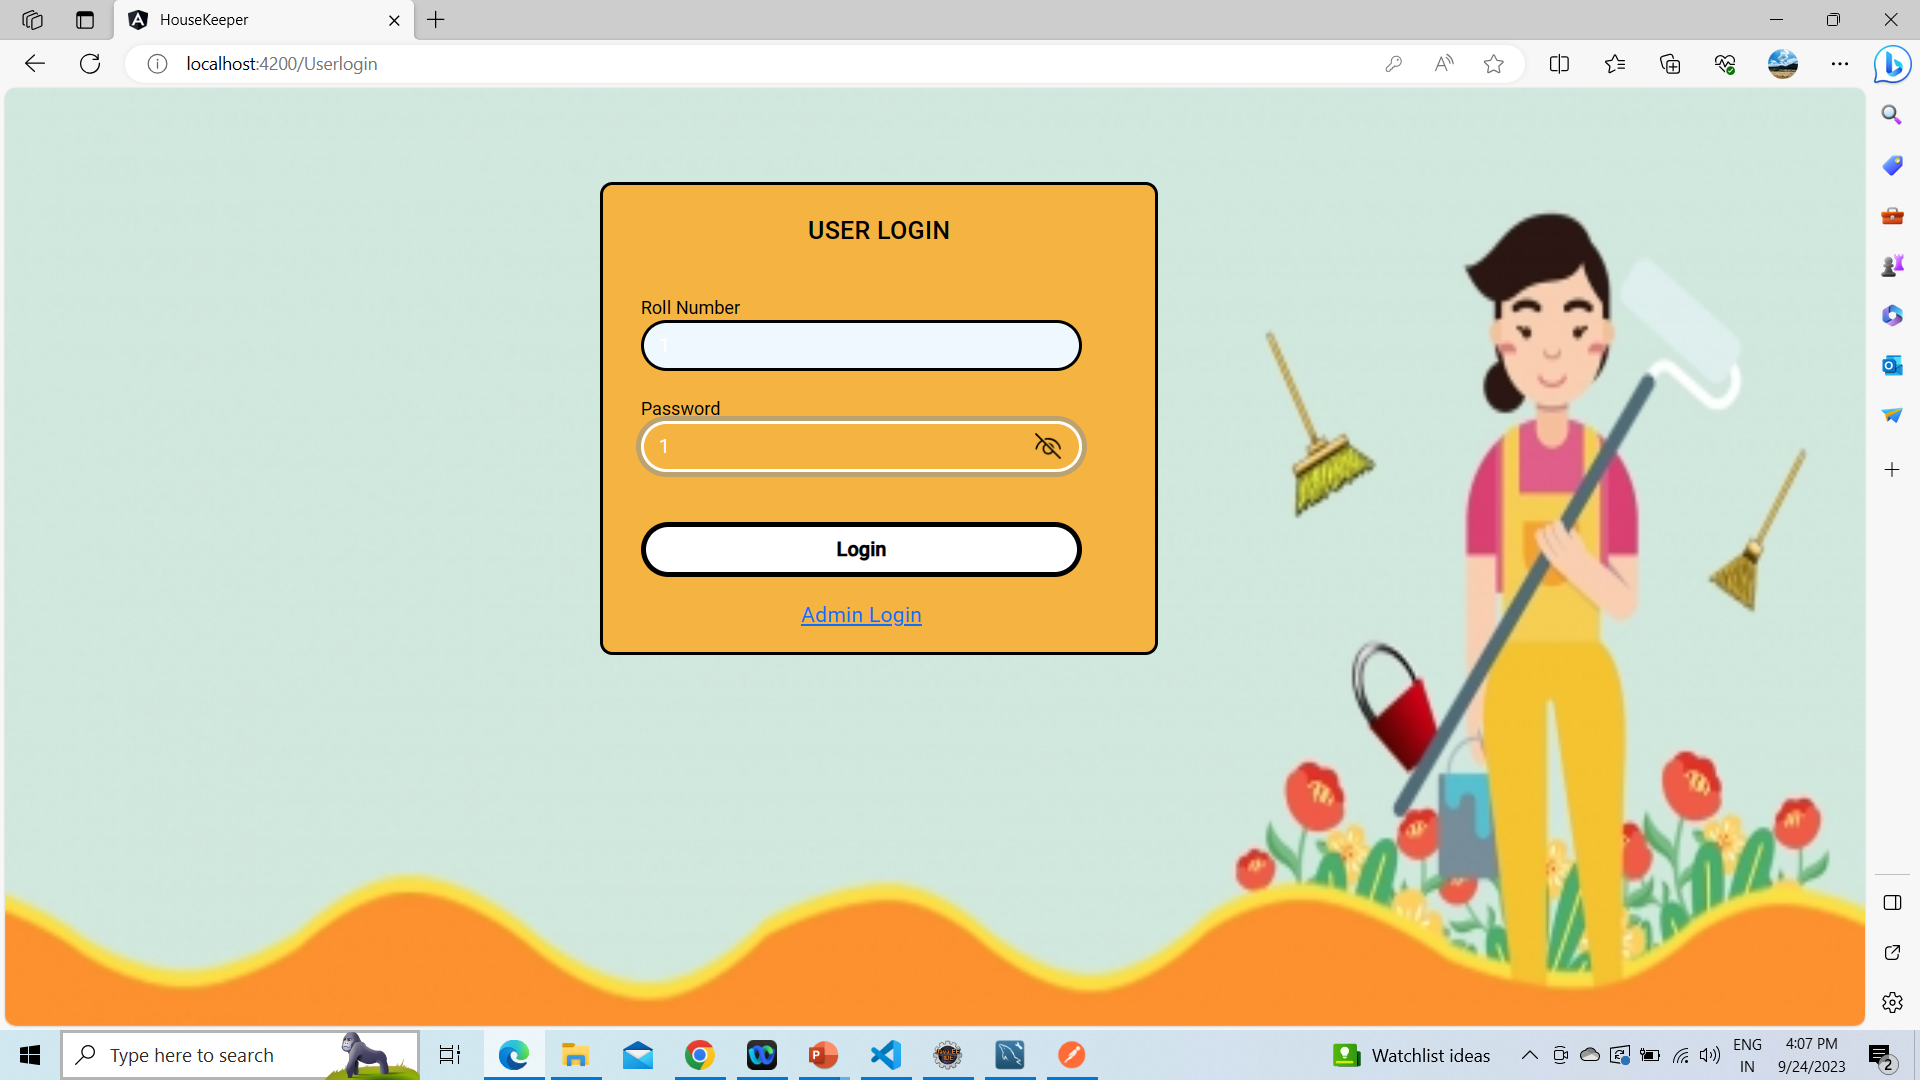 HouseKeeper
localhost:4200/Userlogin
USER LOGIN
Roll Number
1
Password
1
Login
Admin Login
Type here to search
Watchlist ideas
ENG
IN
4:07 PM
9/24/2023
2